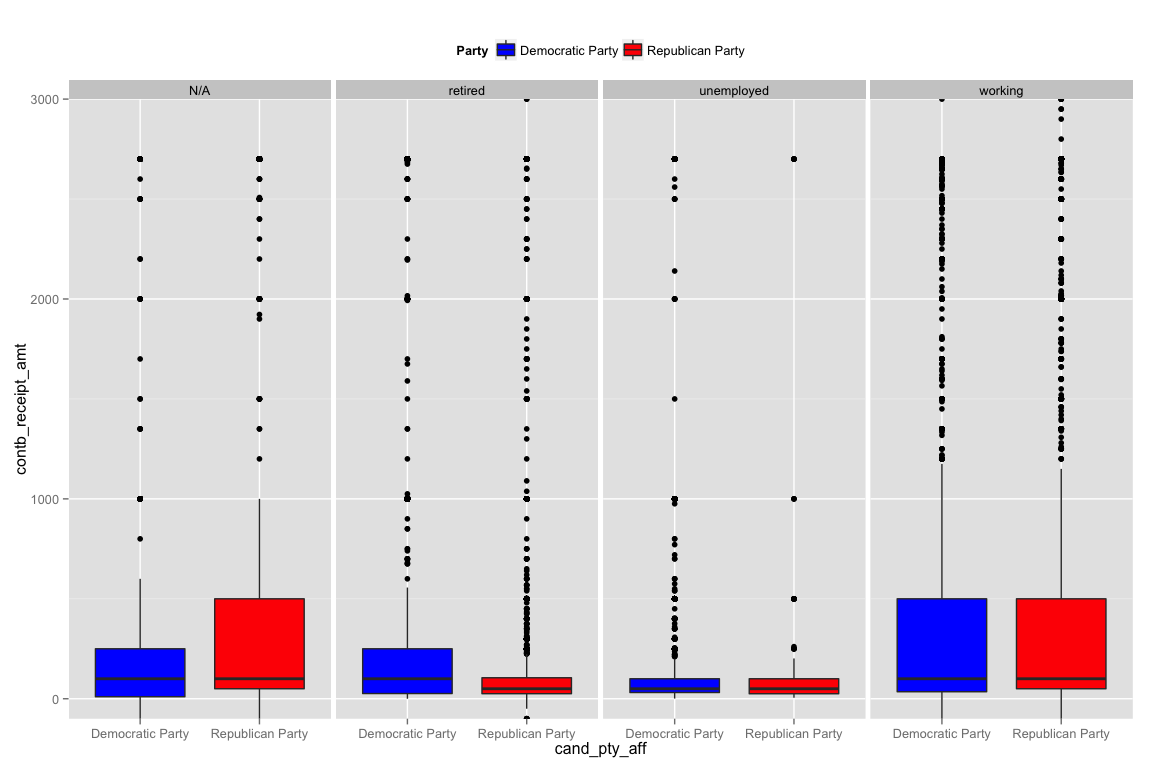 Party Democratic Party Republican Party
N/A retired unemployed working
3000
2000
1000
0
contb_receipt_amt
Democratic Party Republican Party Democratic Party Republican Party Democratic Party Republican Party Democratic Party Republican Party
cand_pty_aff